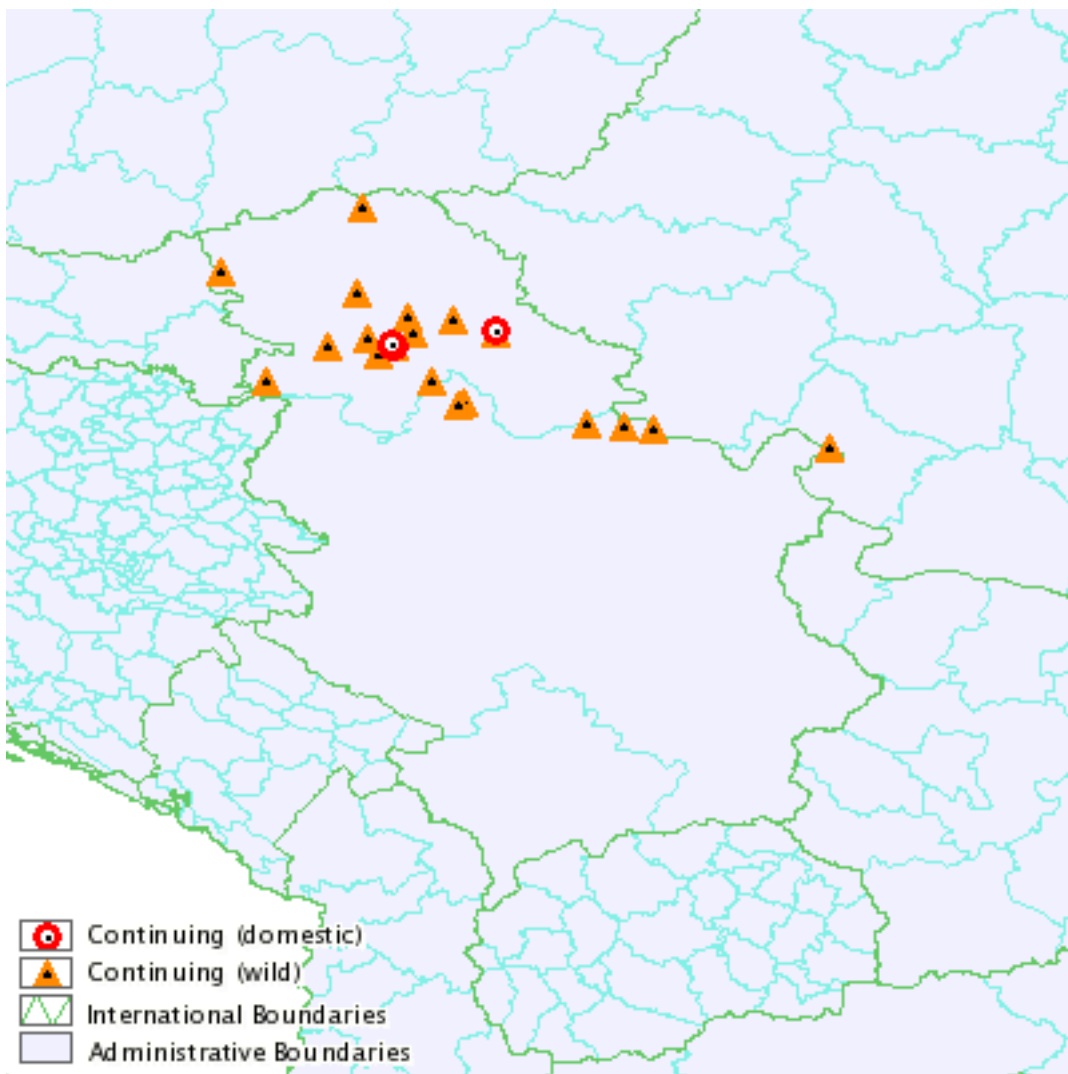 Continuing (domestic)
Continuing (wild)
International Boundaries
Administrative Boundaries